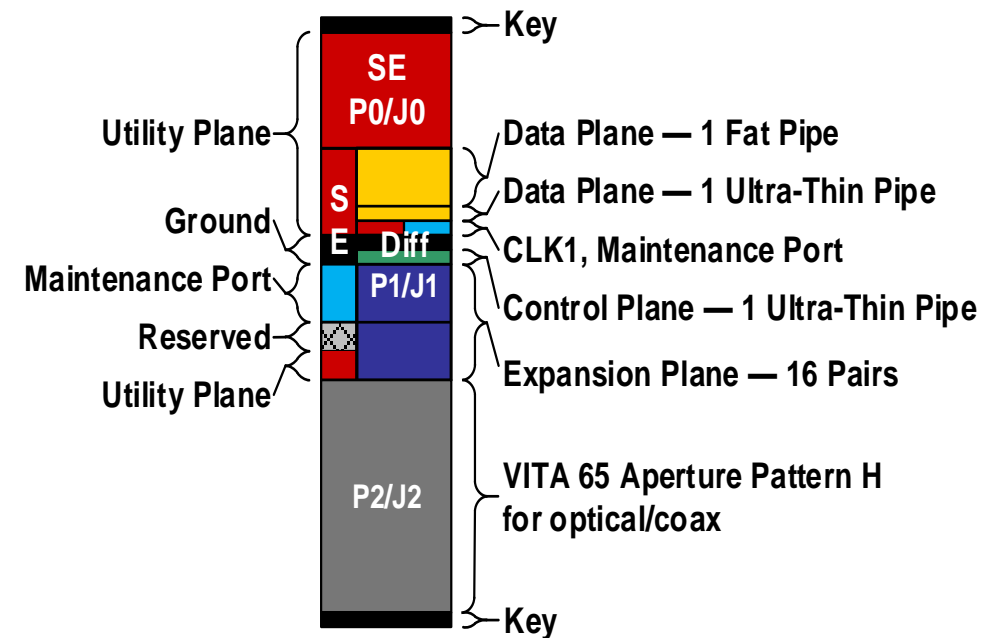 Key
SE
P0/J0
Utility Plane
Data Plane — 1 Fat Pipe
Data Plane — 1 Ultra-Thin Pipe
S
E
Ground
Diff
CLK1, Maintenance Port
Maintenance Port
P1/J1
Control Plane — 1 Ultra-Thin Pipe
Reserved
Expansion Plane — 16 Pairs
Utility Plane
P2/J2
VITA 65 Aperture Pattern H
for optical/coax
Key